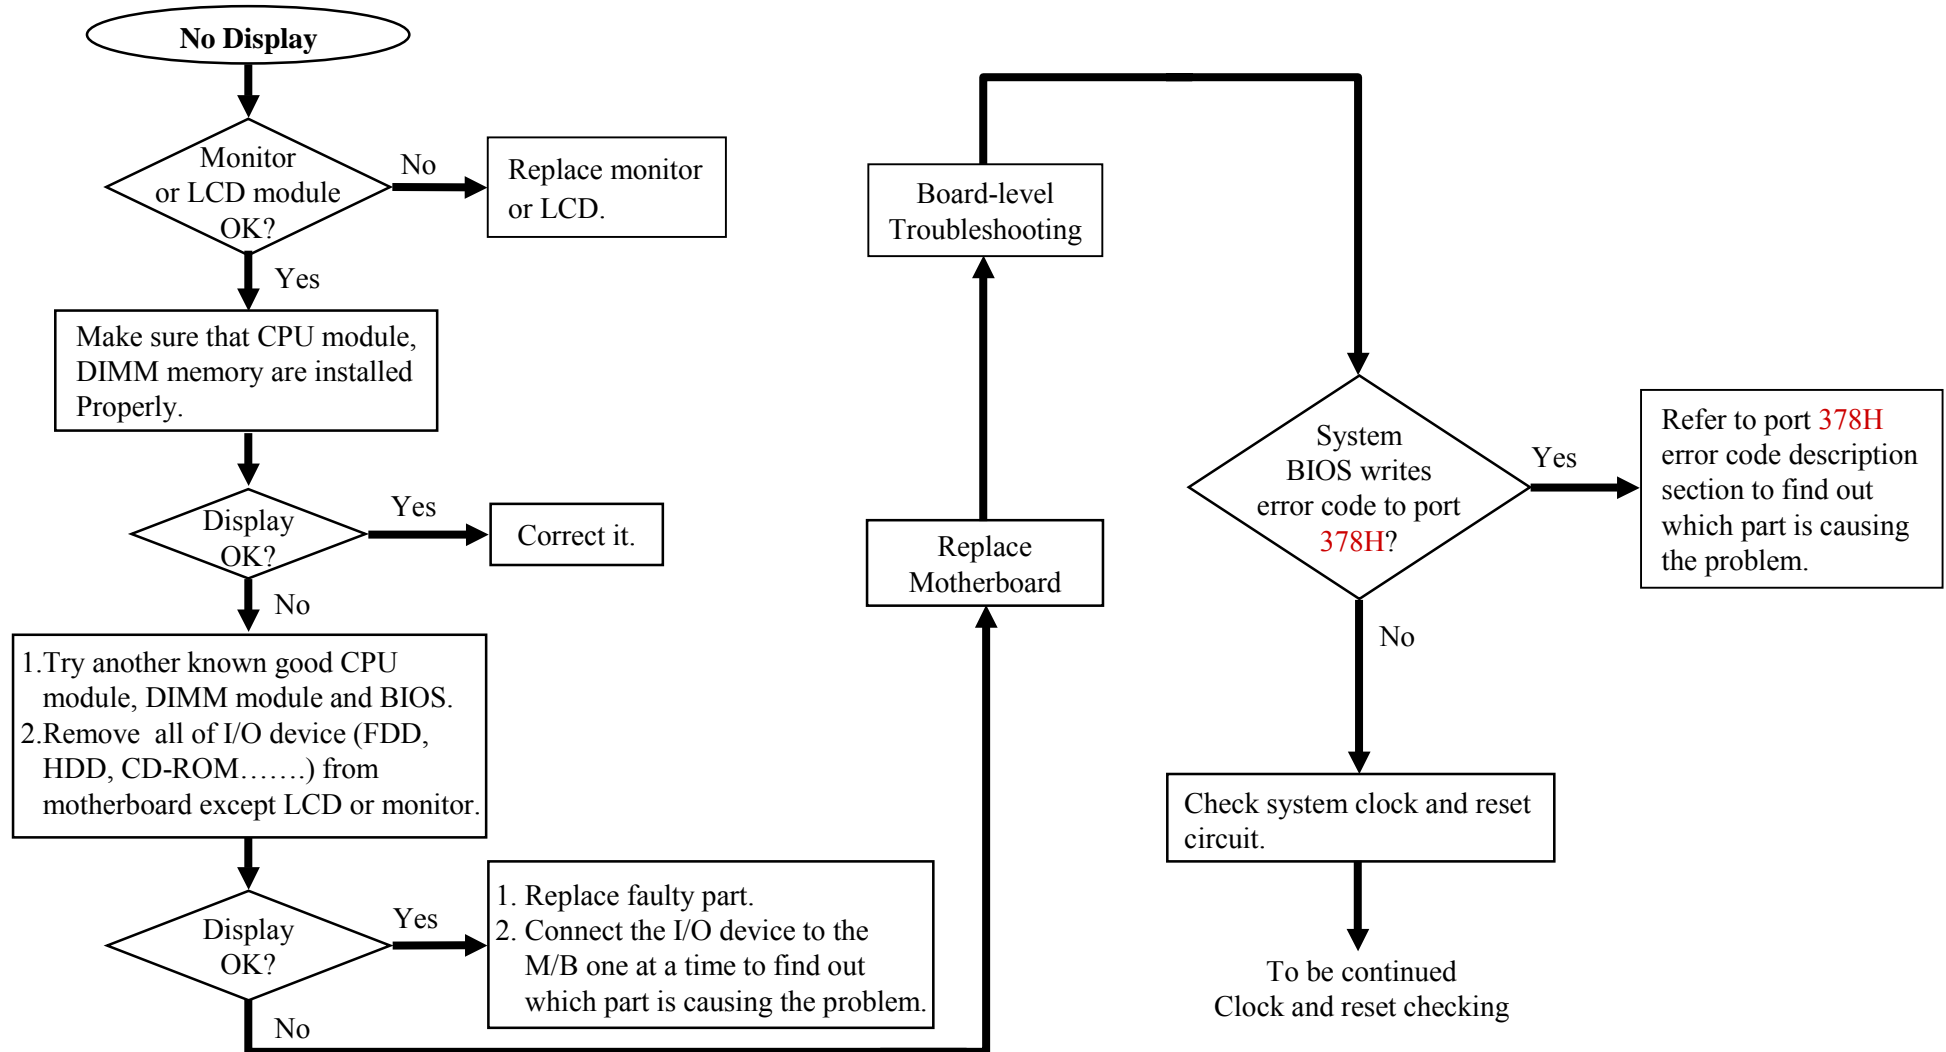 No Display
Monitor
or LCD module
OK?
No
Replace monitor
or LCD.
Yes
Make sure that CPU module,
DIMM memory are installed
Properly.
Display
OK?
Yes
Correct it.
No
1.Try another known good CPU
module, DIMM module and BIOS.
2.Remove all of I/O device (FDD,
HDD, CD-ROM…….) from
motherboard except LCD or monitor.
Display
OK?
Yes
1. Replace faulty part.
2. Connect the I/O device to the
M/B one at a time to find out
which part is causing the problem.
No
Replace
Motherboard
Board-level
Troubleshooting
System
BIOS writes
error code to port
378H?
Yes
Refer to port 378H
error code description
section to find out
which part is causing
the problem.
No
Check system clock and reset
circuit.
To be continued
Clock and reset checking